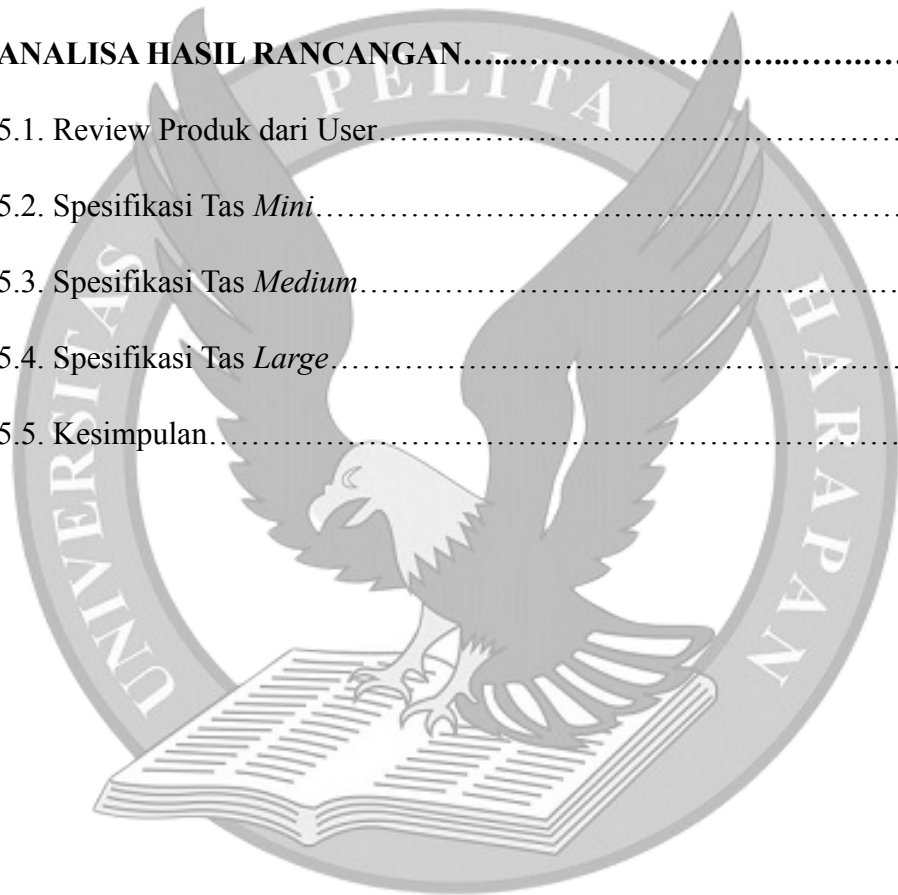 ANALISA HASIL RANCANGAN…...……………………..…….…
5.1. Review Produk dari User……………………..…………………
5.2. Spesifikasi Tas Mini………………………………..………………
5.3. Spesifikasi Tas Medium……………………………………………
5.4. Spesifikasi Tas Large……………………………………….……
5.5. Kesimpulan…………………………………………………………
UNIVERSITAS PELITA HARAPAN